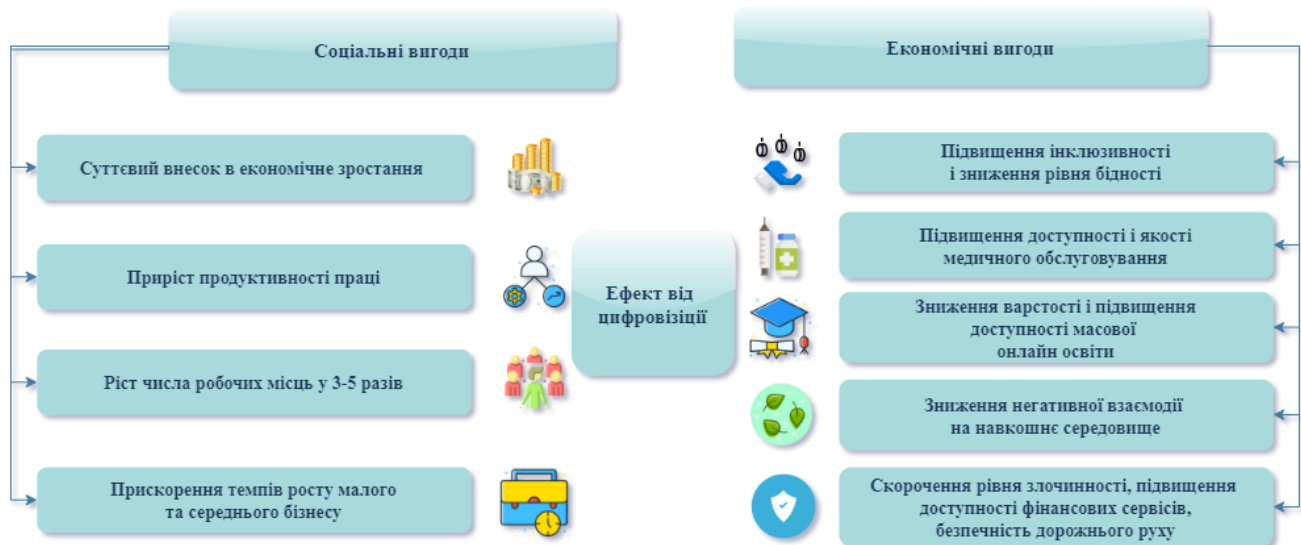 Соціальні вигоди
Суттєвий внесок в економічне зростання
Приріст продуктивності праці
Ріст числа робочих місць у 3-5 разів
Прискорення темпів росту малого
та середнього бізнесу
Ефект від
цифровізіції
Економічні вигоди
Підвищення інклюзивності
і зниження рівня бідності
Підвищення доступності і якості
медичного обслуговування
Зниження варстості і підвищення
доступності масової
онлайн освіти
Зниження негативної взаємодії
на навкошнє середовище
Скорочення рівня злочинності, підвищення
доступності фінансових сервісів,
безпечність дорожнього руху